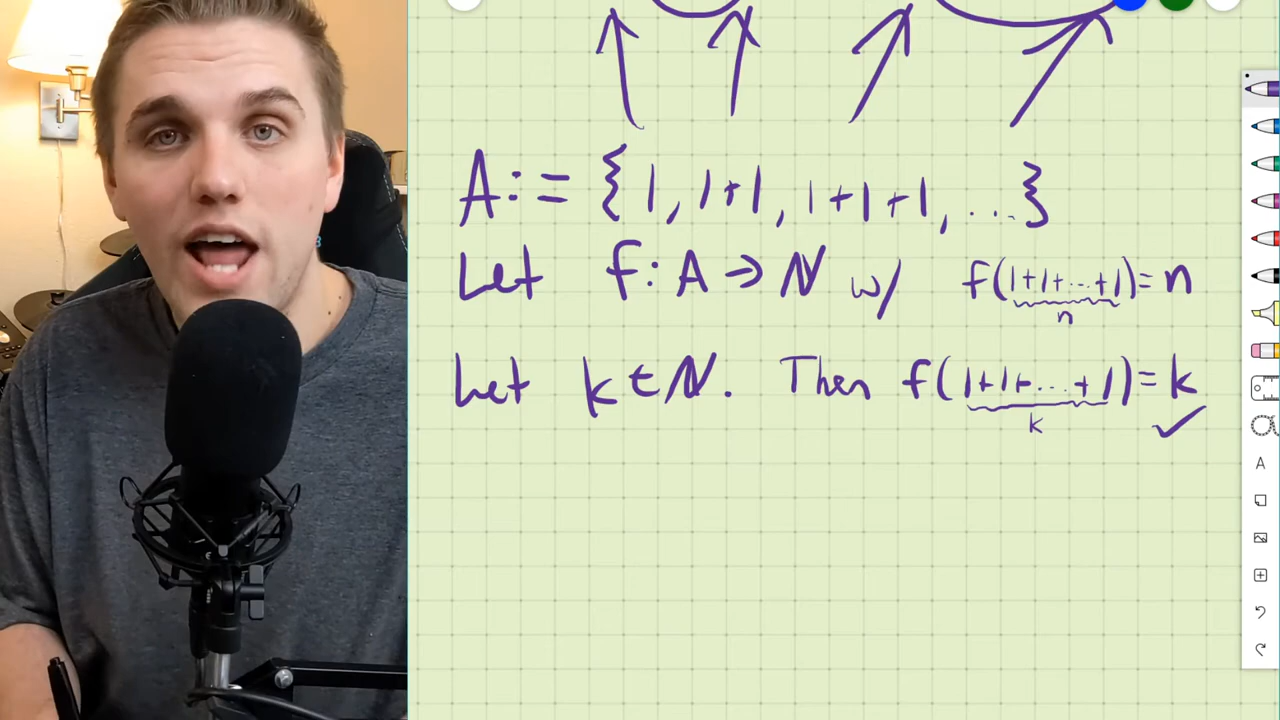 A := {1, 1+1, 1+1+1, ...}
Let f: A → ℕ w/ f(1+1+...+1) = n
n
Let k ∈ ℕ. Then f(1+1+...+1) = k
k ✓
A